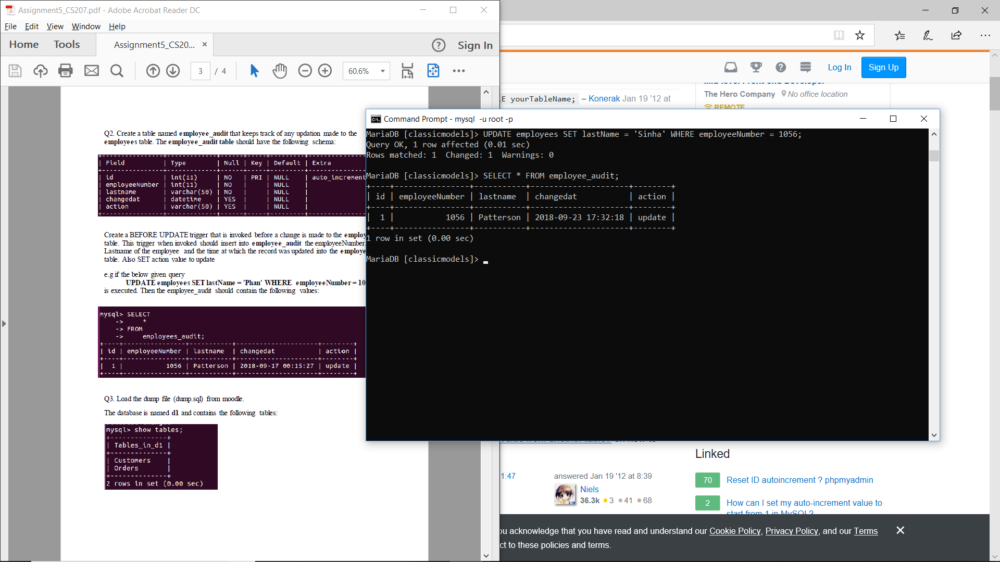 Assignment5_CS207.pdf - Adobe Acrobat Reader DC
File Edit View Window Help
Home Tools Assignment5_CS20... × ? Sign In
3 / 4 60.6%
Q2. Create a table named employee_audit that keeps track of any updation made to the
employees table. The employee_audit table should have the following schema:
| Field | Type | Null | Key | Default | Extra
| id | int(11) | NO | PRI | NULL | auto_increment
| employeeNumber | int(11) | NO | | NULL |
| lastname | varchar(50) | NO | | NULL |
| changedat | datetime | YES | | NULL |
| action | varchar(50) | YES | | NULL |
Create a BEFORE UPDATE trigger that is invoked before a change is made to the employ
table. This trigger when invoked should insert into employee_audit the employeeNumber,
Lastname of the employee and the time at which the record was updated into the employe
table. Also SET action value to update
e.g if the below given query
UPDATE employees SET lastName = 'Phan' WHERE employeeNumber = 10
is executed. Then the employee_audit should contain the following values:
mysql> SELECT
-> *
-> FROM
-> employees_audit;
| id | employeeNumber | lastname | changedat | action |
| 1 | 1056 | Patterson | 2018-09-17 00:15:27 | update |
Q3. Load the dump file (dump.sql) from moodle.
The database is named d1 and contains the following tables:
mysql> show tables;
| Tables_in_d1 |
| Customers |
| Orders |
2 rows in set (0.00 sec)
Log In Sign Up
The Hero Company No office location
REMOTE
E yourTableName; – Konerak Jan 19 '12 at
Command Prompt - mysql -u root -p
MariaDB [classicmodels]> UPDATE employees SET lastName = 'Sinha' WHERE employeeNumber = 1056;
Query OK, 1 row affected (0.01 sec)
Rows matched: 1 Changed: 1 Warnings: 0
MariaDB [classicmodels]> SELECT * FROM employee_audit;
+----+----------------+-----------+---------------------+--------+
| id | employeeNumber | lastname | changedat | action |
+----+----------------+-----------+---------------------+--------+
| 1 | 1056 | Patterson | 2018-09-23 17:32:18 | update |
+----+----------------+-----------+---------------------+--------+
1 row in set (0.00 sec)
MariaDB [classicmodels]>
1:47
answered Jan 19 '12 at 8:39
Niels
36.3k 3 41 68
Linked
70 Reset ID autoincrement ? phpmyadmin
2 How can I set my auto-increment value to
start from 1 in MySQL?
ou acknowledge that you have read and understand our Cookie Policy, Privacy Policy, and our Terms
ct to these policies and terms.